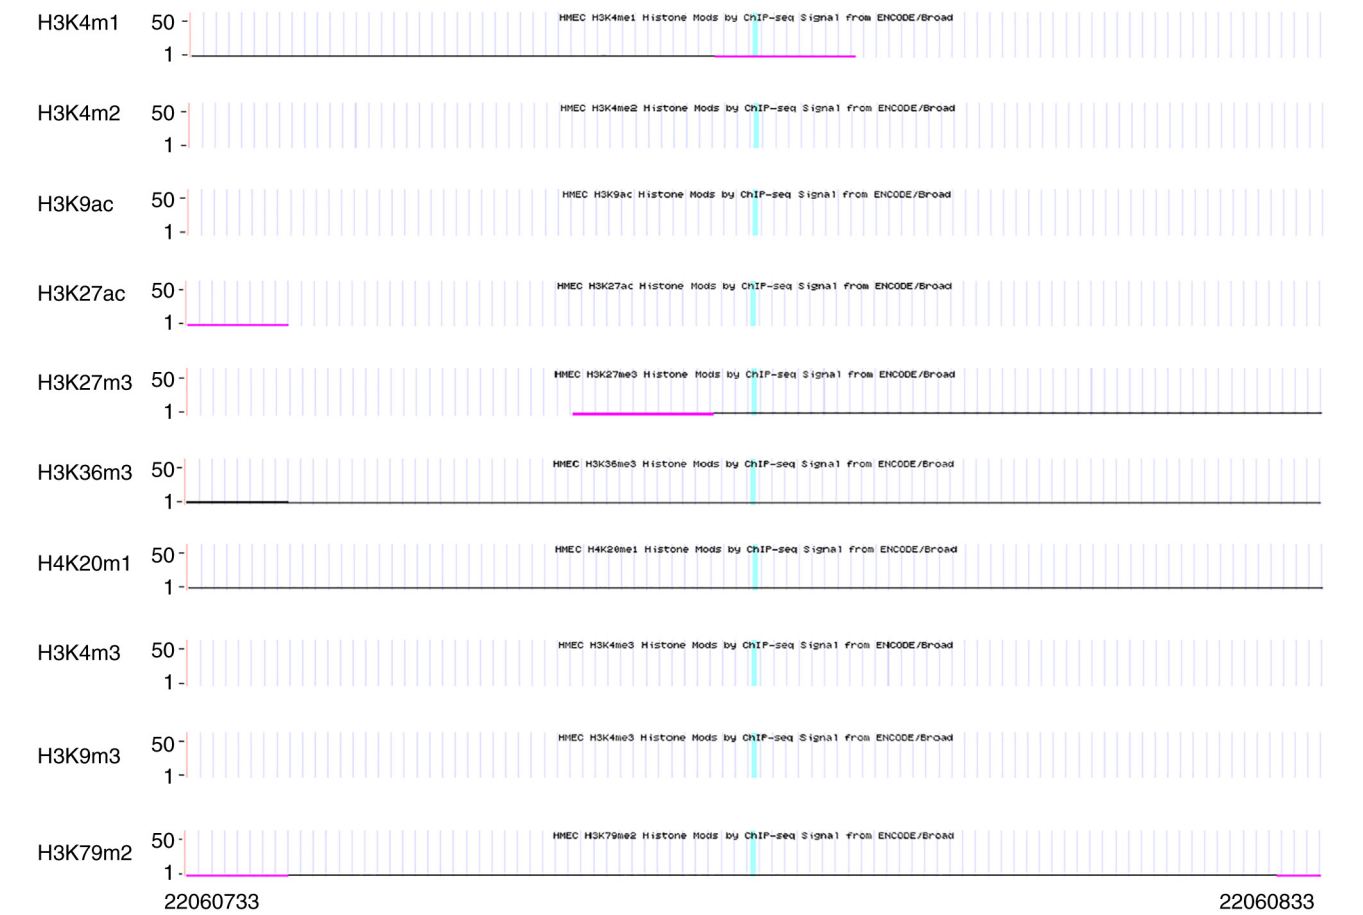 H3K4m1 50 HMEC H3K4me1 Histone Mods by ChIP-seq Signal from ENCODE/Broad
1
H3K4m2 50 HMEC H3K4me2 Histone Mods by ChIP-seq Signal from ENCODE/Broad
1
H3K9ac 50 HMEC H3K9ac Histone Mods by ChIP-seq Signal from ENCODE/Broad
1
H3K27ac 50 HMEC H3K27ac Histone Mods by ChIP-seq Signal from ENCODE/Broad
1
H3K27m3 50 HMEC H3K27me3 Histone Mods by ChIP-seq Signal from ENCODE/Broad
1
H3K36m3 50 HMEC H3K36me3 Histone Mods by ChIP-seq Signal from ENCODE/Broad
1
H4K20m1 50 HMEC H4K20me1 Histone Mods by ChIP-seq Signal from ENCODE/Broad
1
H3K4m3 50 HMEC H3K4me3 Histone Mods by ChIP-seq Signal from ENCODE/Broad
1
H3K9m3 50 HMEC H3K4me3 Histone Mods by ChIP-seq Signal from ENCODE/Broad
1
H3K79m2 50 HMEC H3K79me2 Histone Mods by ChIP-seq Signal from ENCODE/Broad
1
22060733 22060833